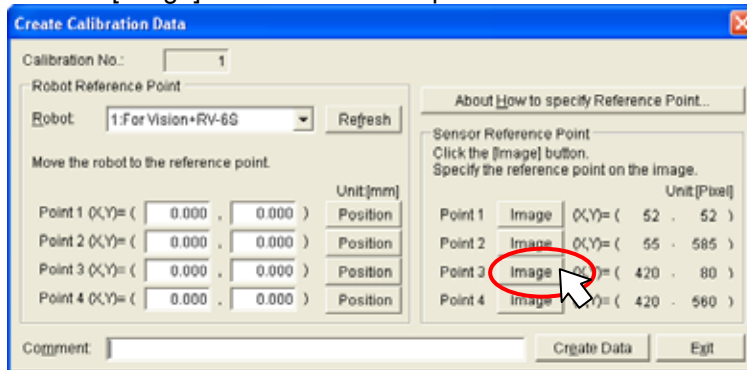 Create Calibration Data
Calibration No.: 1
Robot Reference Point
Robot: 1:For Vision+RV-6S Refresh
Move the robot to the reference point.
Unit:[mm]
Point 1 (X,Y)= ( 0.000 , 0.000 ) Position
Point 2 (X,Y)= ( 0.000 , 0.000 ) Position
Point 3 (X,Y)= ( 0.000 , 0.000 ) Position
Point 4 (X,Y)= ( 0.000 , 0.000 ) Position
About How to specify Reference Point...
Sensor Reference Point
Click the [Image] button.
Specify the reference point on the image.
Unit:[Pixel]
Point 1 Image (X,Y)= ( 52 , 52 )
Point 2 Image (X,Y)= ( 55 , 585 )
Point 3 Image (X,Y)= ( 420 , 80 )
Point 4 Image (X,Y)= ( 420 , 560 )
Comment:
Create Data Exit